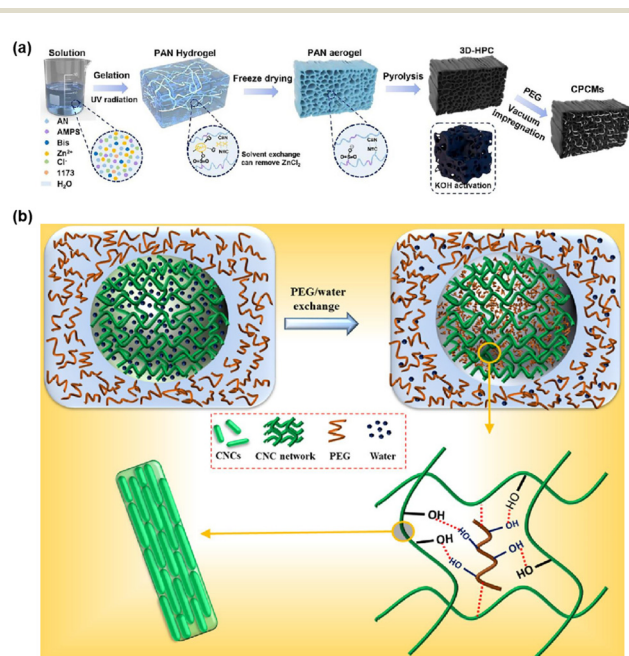 (a)
Solution
PAN Hydrogel
PAN aerogel
3D-HPC
CPCMs
Gelation
UV radiation
Freeze drying
Pyrolysis
PEG
Vacuum
impregnation
AN
AMPS
Bis
Zn²⁺
Cl⁻
1173
H₂O
O=S=O
NHC
Solvent exchange
can remove ZnCl₂
O=S=O
NHC
KOH activation
(b)
PEG/water
exchange
CNCs
CNC network
PEG
Water
OH
OH
HO
HO
OH
OH
HO
HO